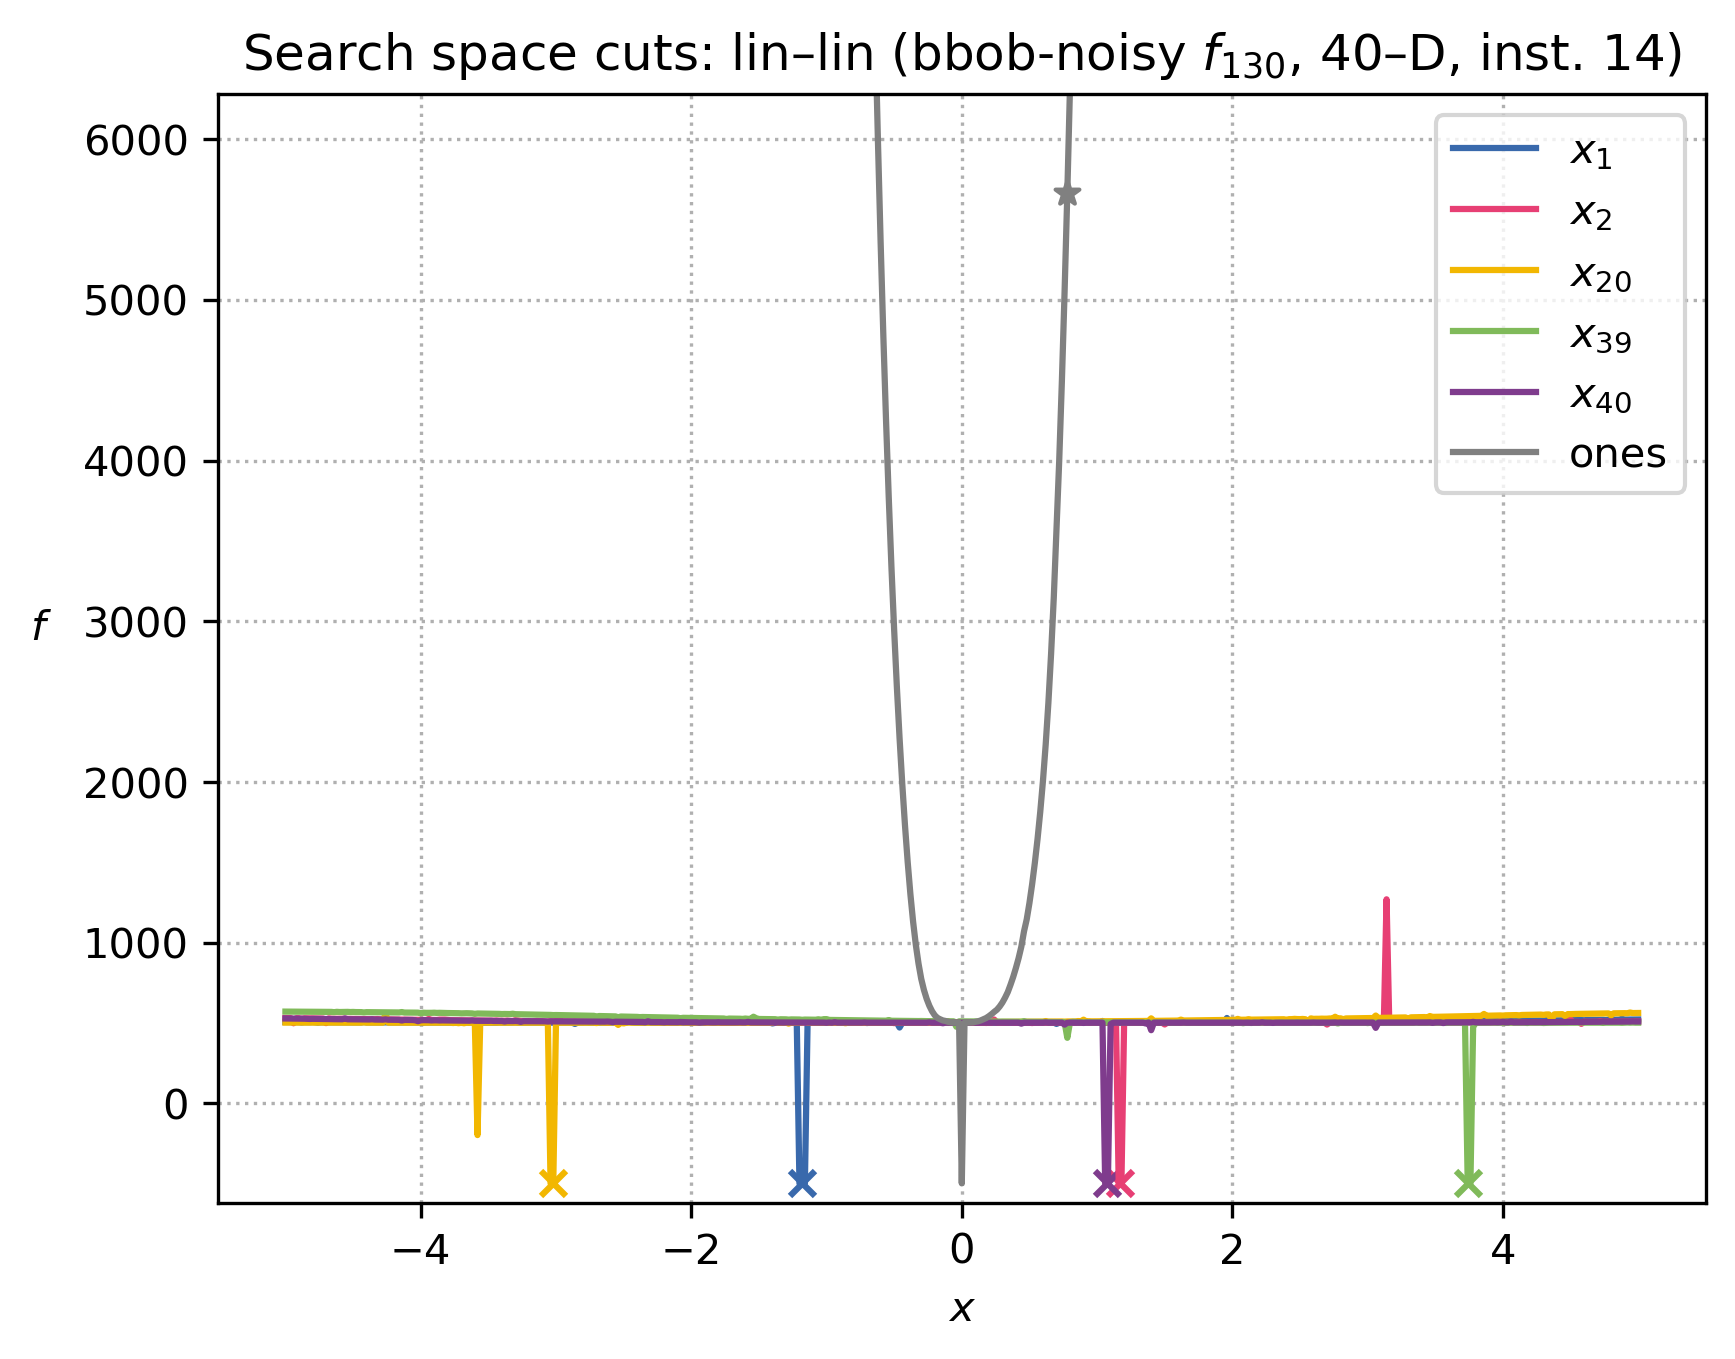 Search space cuts: lin–lin (bbob-noisy f₁₃₀, 40–D, inst. 14)
6000
5000
4000
3000
2000
1000
0
f
−4
−2
0
2
4
x
x₁
x₂
x₂₀
x₃₉
x₄₀
ones